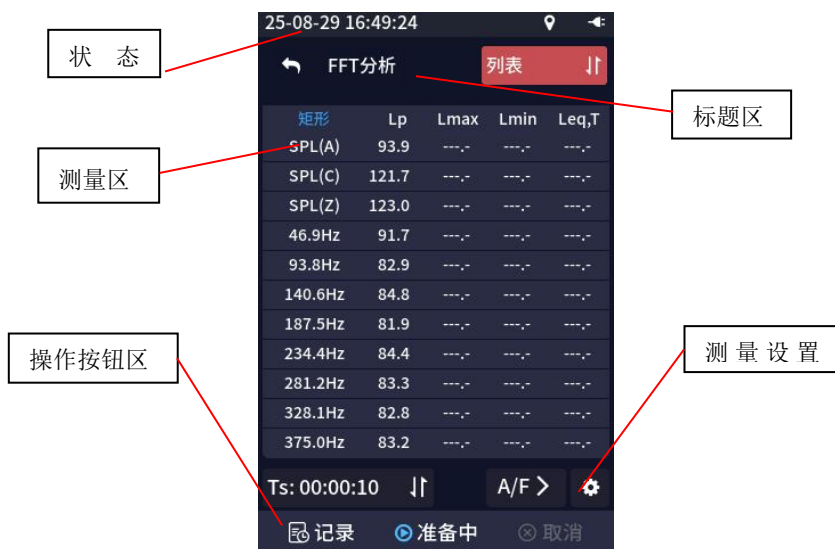 25-08-29 16:49:24
状 态
FFT分析 列表
标题区
矩形 Lp Lmax Lmin Leq,T
SPL(A) 93.9 ---.- ---.- ---.-
测量区
SPL(C) 121.7 ---.- ---.- ---.-
SPL(Z) 123.0 ---.- ---.- ---.-
46.9Hz 91.7 ---.- ---.- ---.-
93.8Hz 82.9 ---.- ---.- ---.-
140.6Hz 84.8 ---.- ---.- ---.-
187.5Hz 81.9 ---.- ---.- ---.-
234.4Hz 84.4 ---.- ---.- ---.-
操作按钮区
测 量 设 置
281.2Hz 83.3 ---.- ---.- ---.-
328.1Hz 82.8 ---.- ---.- ---.-
375.0Hz 83.2 ---.- ---.- ---.-
Ts: 00:00:10 A/F
记录 准备中 取消